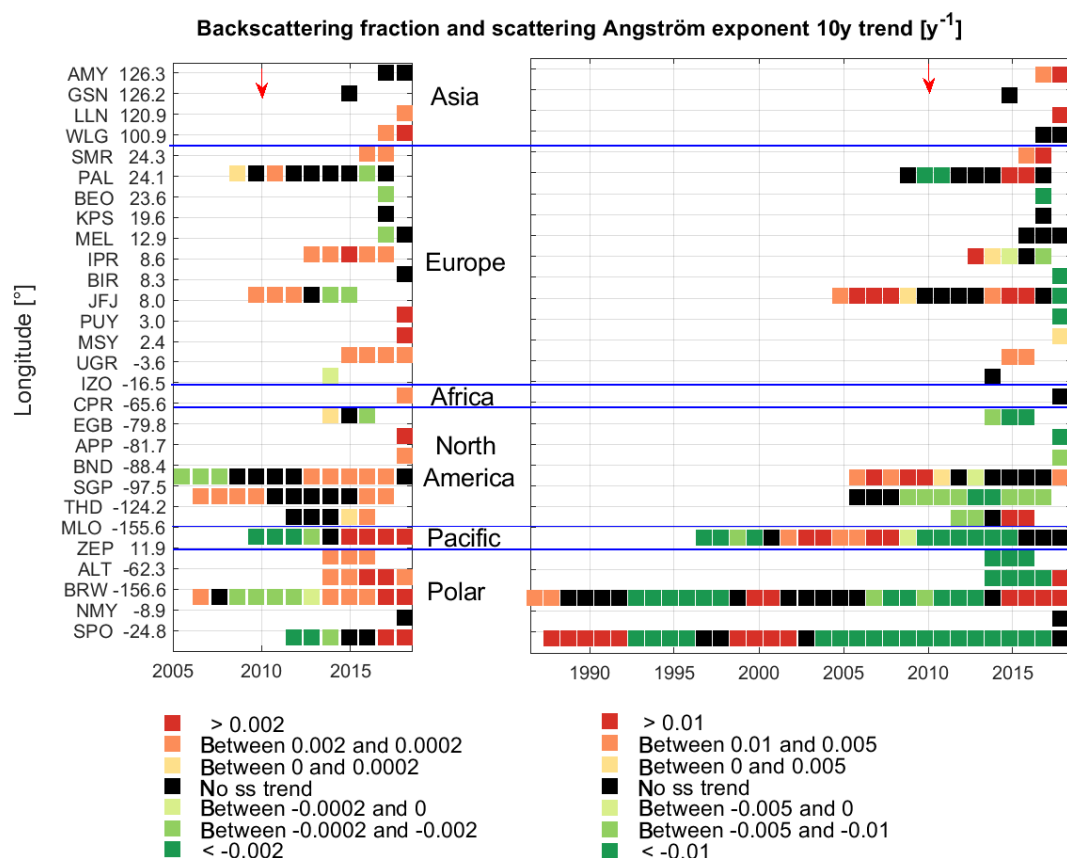 Backscattering fraction and scattering Angström exponent 10y trend [y-1]
Longitude [°]
AMY 126.3
GSN 126.2
LLN 120.9
WLG 100.9
SMR 24.3
PAL 24.1
BEO 23.6
KPS 19.6
MEL 12.9
IPR 8.6
BIR 8.3
JFJ 8.0
PUY 3.0
MSY 2.4
UGR -3.6
IZO -16.5
CPR -65.6
EGB -79.8
APP -81.7
BND -88.4
SGP -97.5
THD -124.2
MLO -155.6
ZEP 11.9
ALT -62.3
BRW -156.6
NMY -8.9
SPO -24.8
Asia
Europe
Africa
North
America
Pacific
Polar
2005 2010 2015
1990 1995 2000 2005 2010 2015
> 0.002
Between 0.002 and 0.0002
Between 0 and 0.0002
No ss trend
Between -0.0002 and 0
Between -0.0002 and -0.002
< -0.002
> 0.01
Between 0.01 and 0.005
Between 0 and 0.005
No ss trend
Between -0.005 and 0
Between -0.005 and -0.01
< -0.01